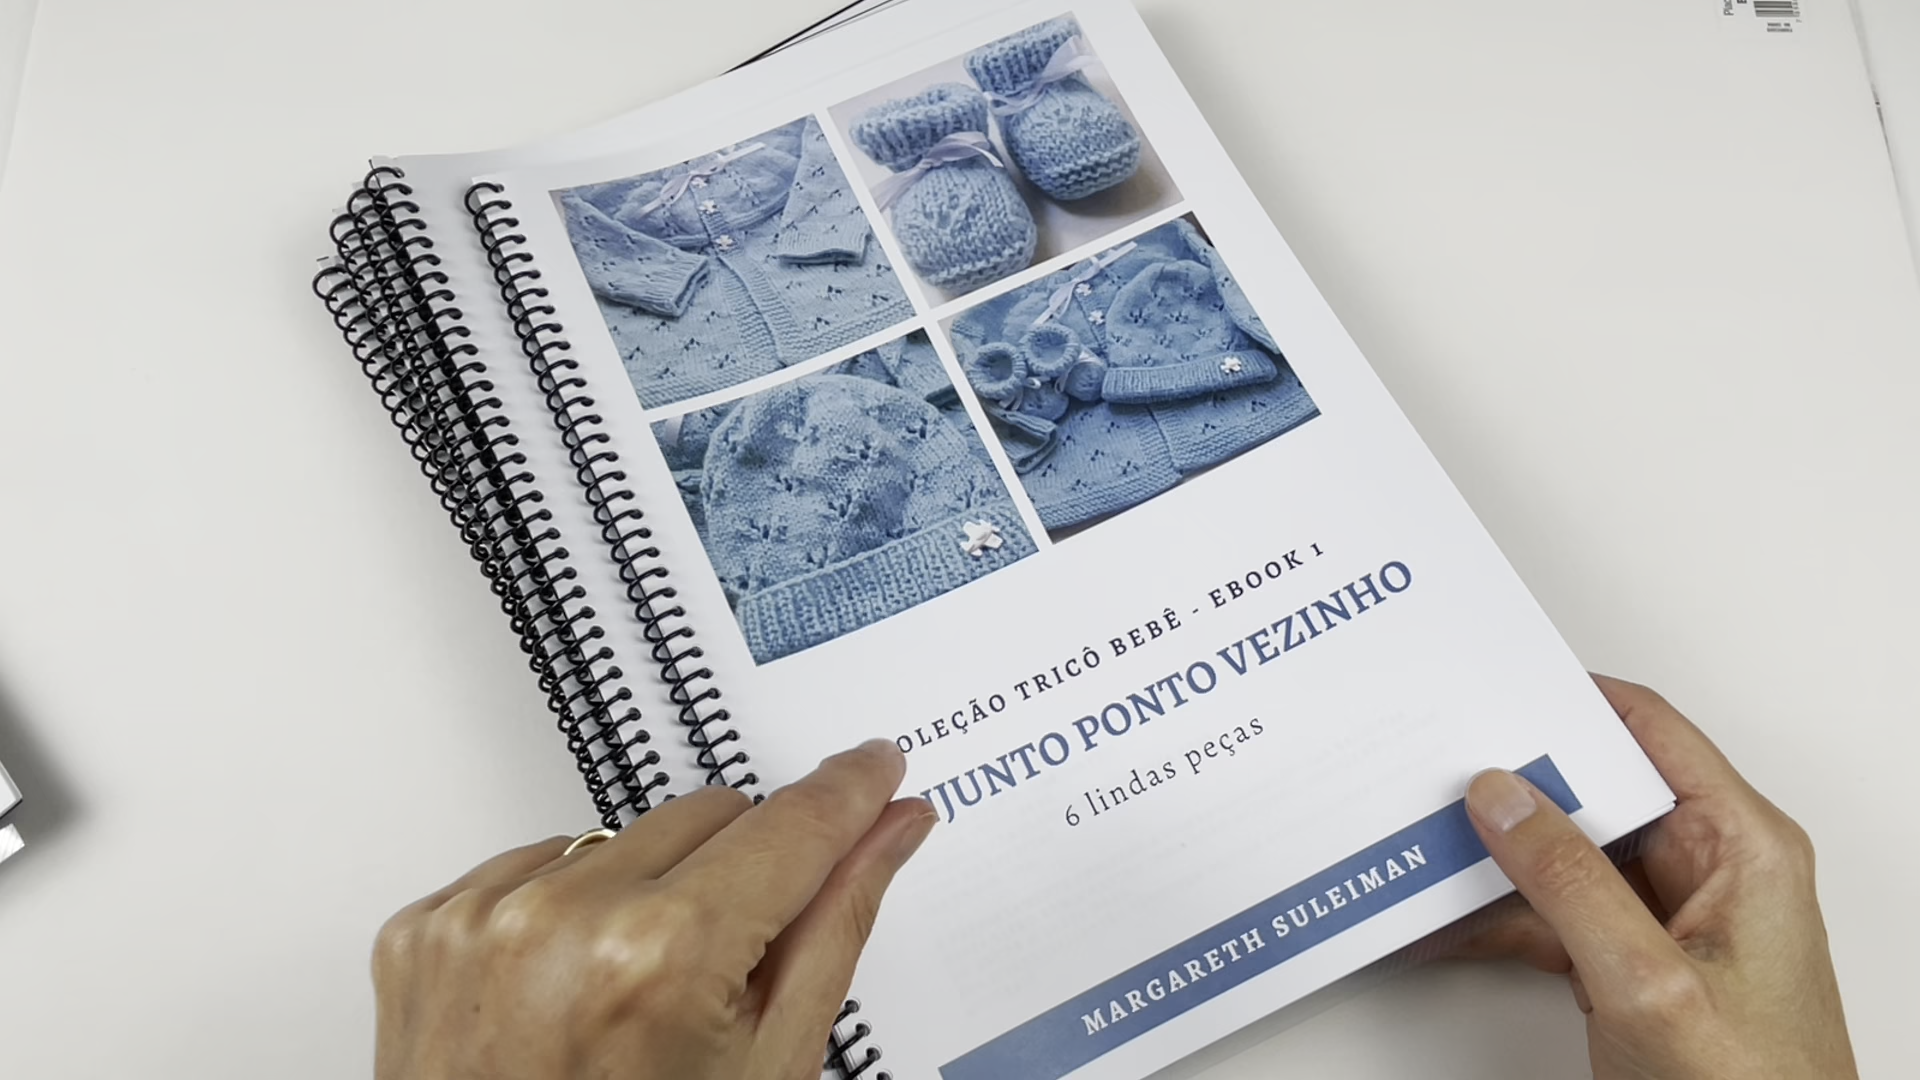 OLEÇÃO TRICÔ BEBÊ - EBOOK 1
JUNTO PONTO VEZINHO
6 lindas peças
MARGARETH SULEIMAN